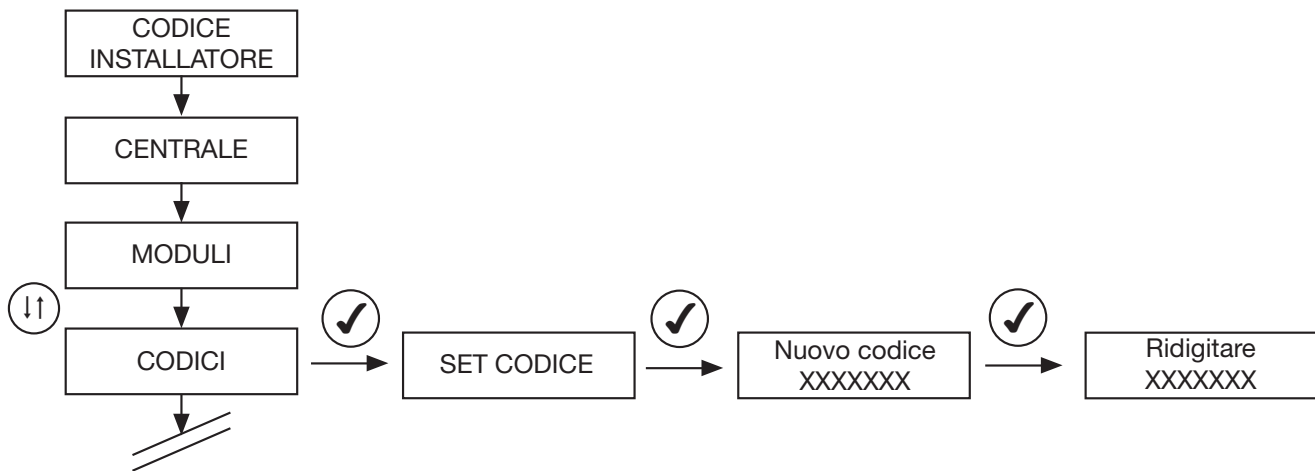 CODICE
INSTALLATORE
CENTRALE
MODULI
CODICI
SET CODICE
Nuovo codice
XXXXXXX
Ridigitare
XXXXXXX